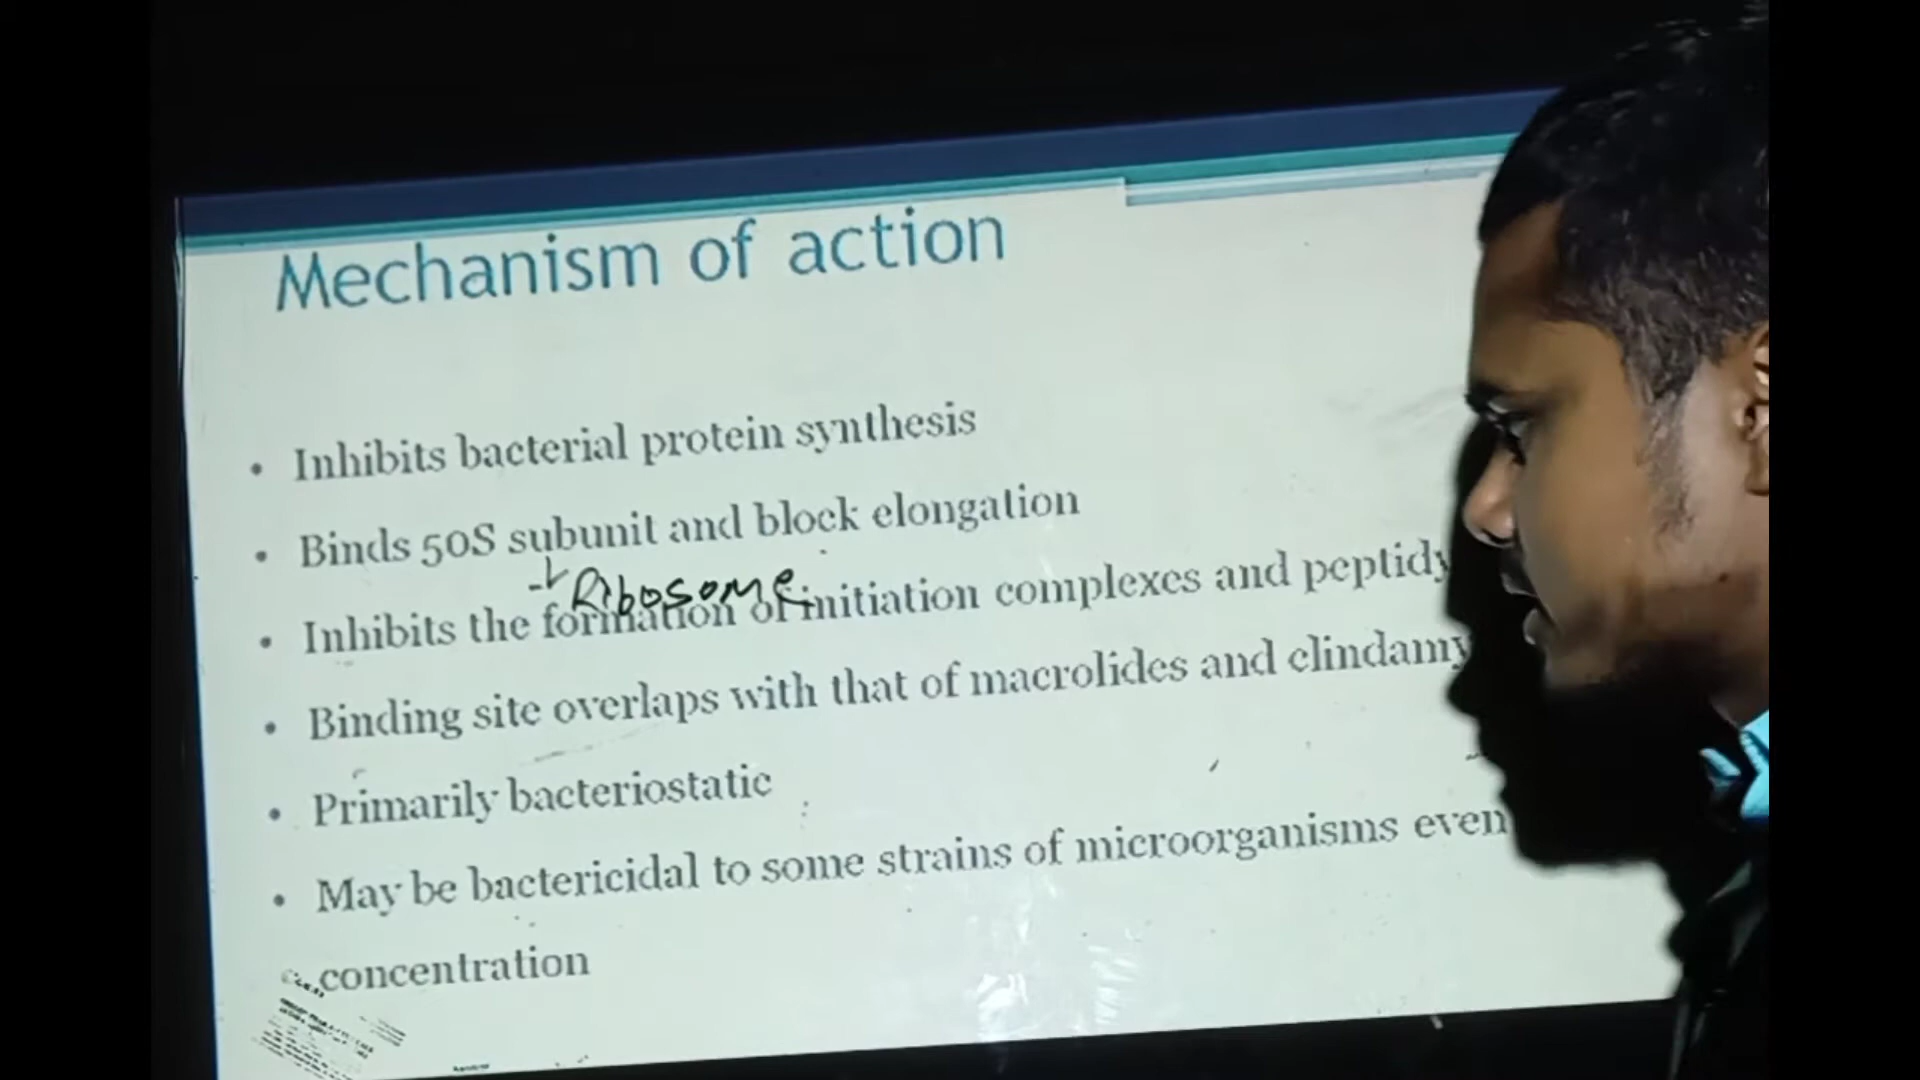 Mechanism of action
• Inhibits bacterial protein synthesis
• Binds 50S subunit and block elongation
Ribosome
• Inhibits the formation of initiation complexes and peptidy
• Binding site overlaps with that of macrolides and clindamy
• Primarily bacteriostatic
• May be bactericidal to some strains of microorganisms even
concentration